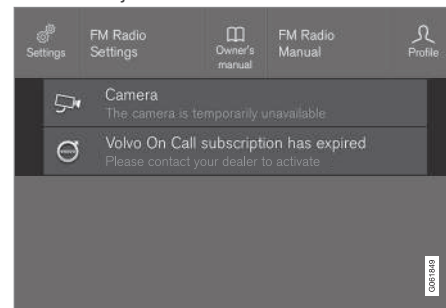 Settings
FM Radio
Settings
Owner's
manual
FM Radio
Manual
Profile
Camera
The camera is temporarily unavailable
Volvo On Call subscription has expired
Please contact your dealer to activate
G061849